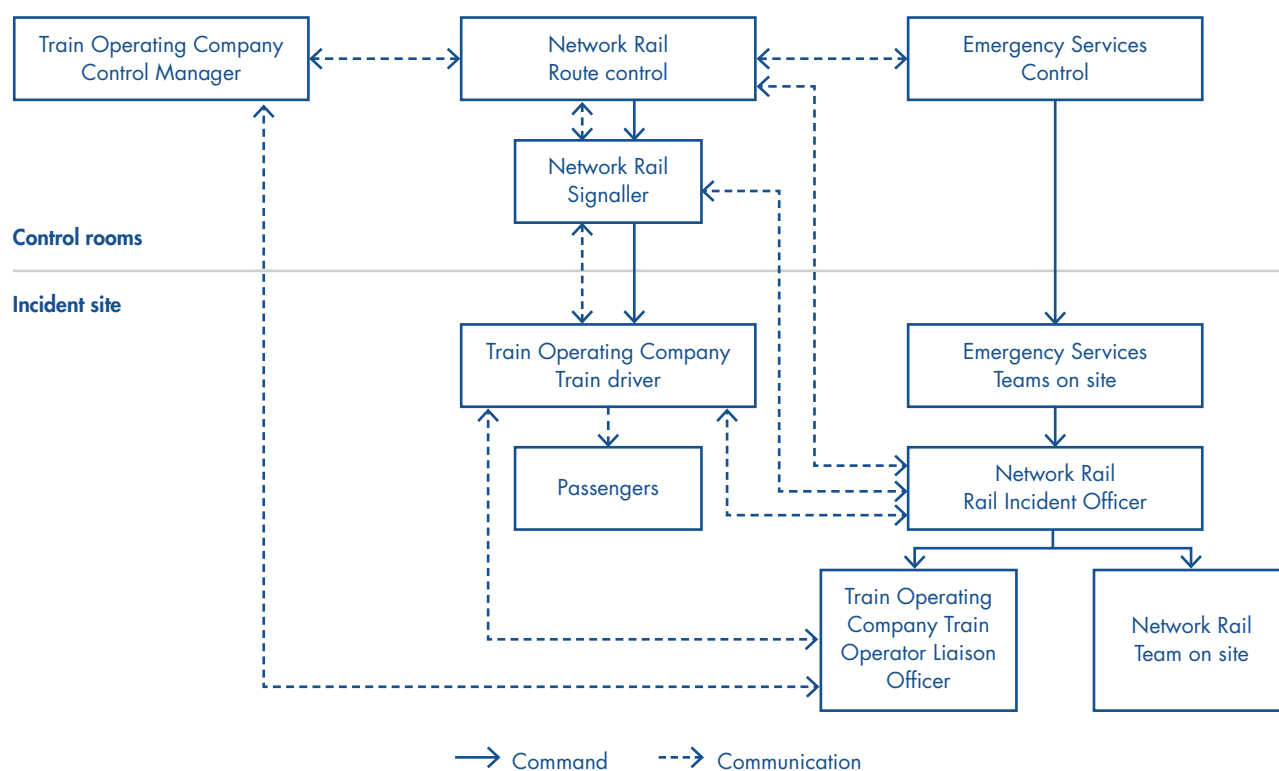 Train Operating Company
Control Manager
Network Rail
Route control
Emergency Services
Control
Network Rail
Signaller
Control rooms
Incident site
Train Operating Company
Train driver
Emergency Services
Teams on site
Passengers
Network Rail
Rail Incident Officer
Train Operating
Company Train
Operator Liaison
Officer
Network Rail
Team on site
Command
Communication